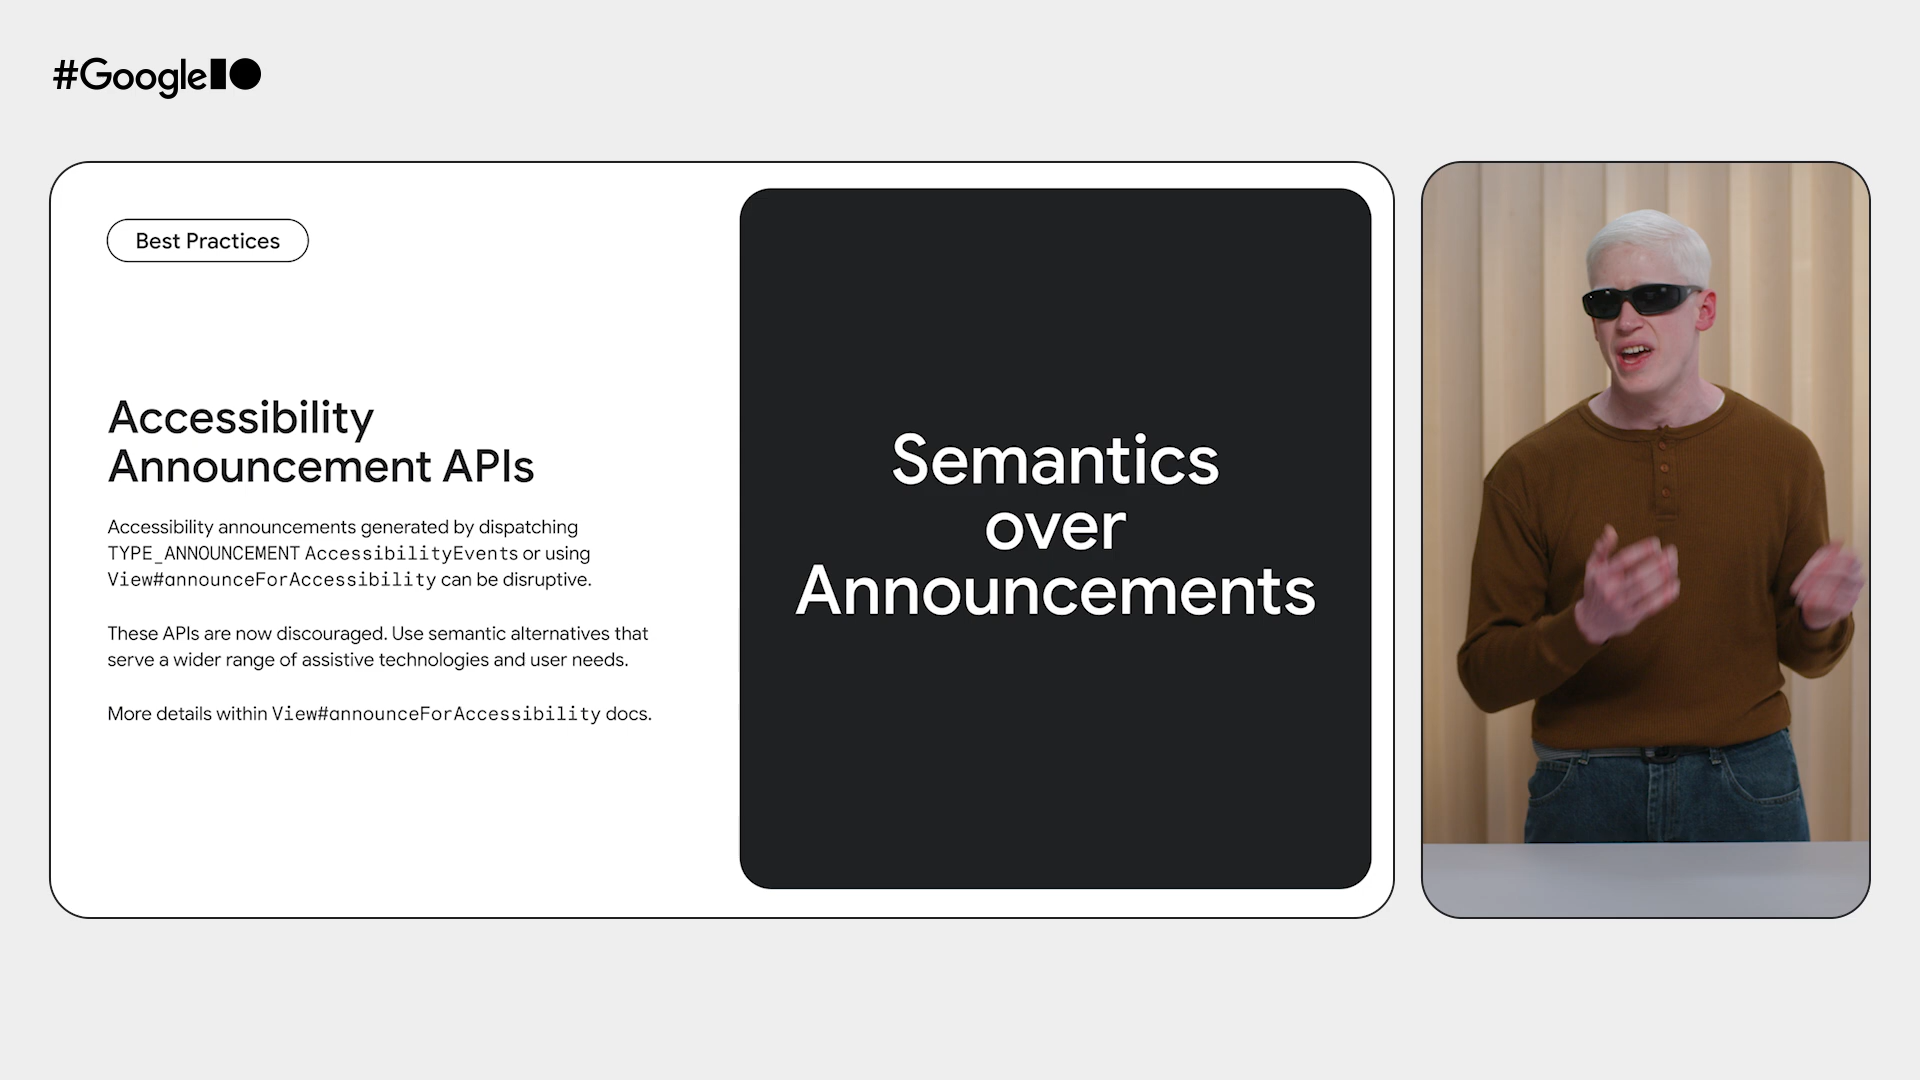 #GoogleIO
Best Practices
Accessibility
Announcement APIs
Accessibility announcements generated by dispatching
TYPE_ANNOUNCEMENT AccessibilityEvents or using
View#announceForAccessibility can be disruptive.
These APIs are now discouraged. Use semantic alternatives that
serve a wider range of assistive technologies and user needs.
More details within View#announceForAccessibility docs.
Semantics
over
Announcements